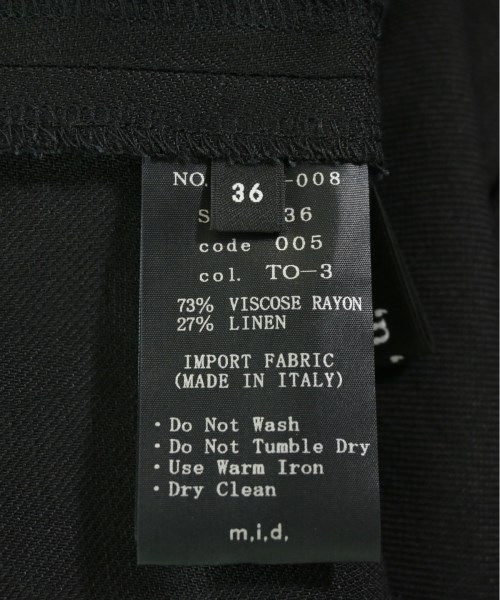 NO. -008
36
S 36
code 005
col. TO-3
73% VISCOSE RAYON
27% LINEN
IMPORT FABRIC
(MADE IN ITALY)
・Do Not Wash
・Do Not Tumble Dry
・Use Warm Iron
・Dry Clean
m.i.d.